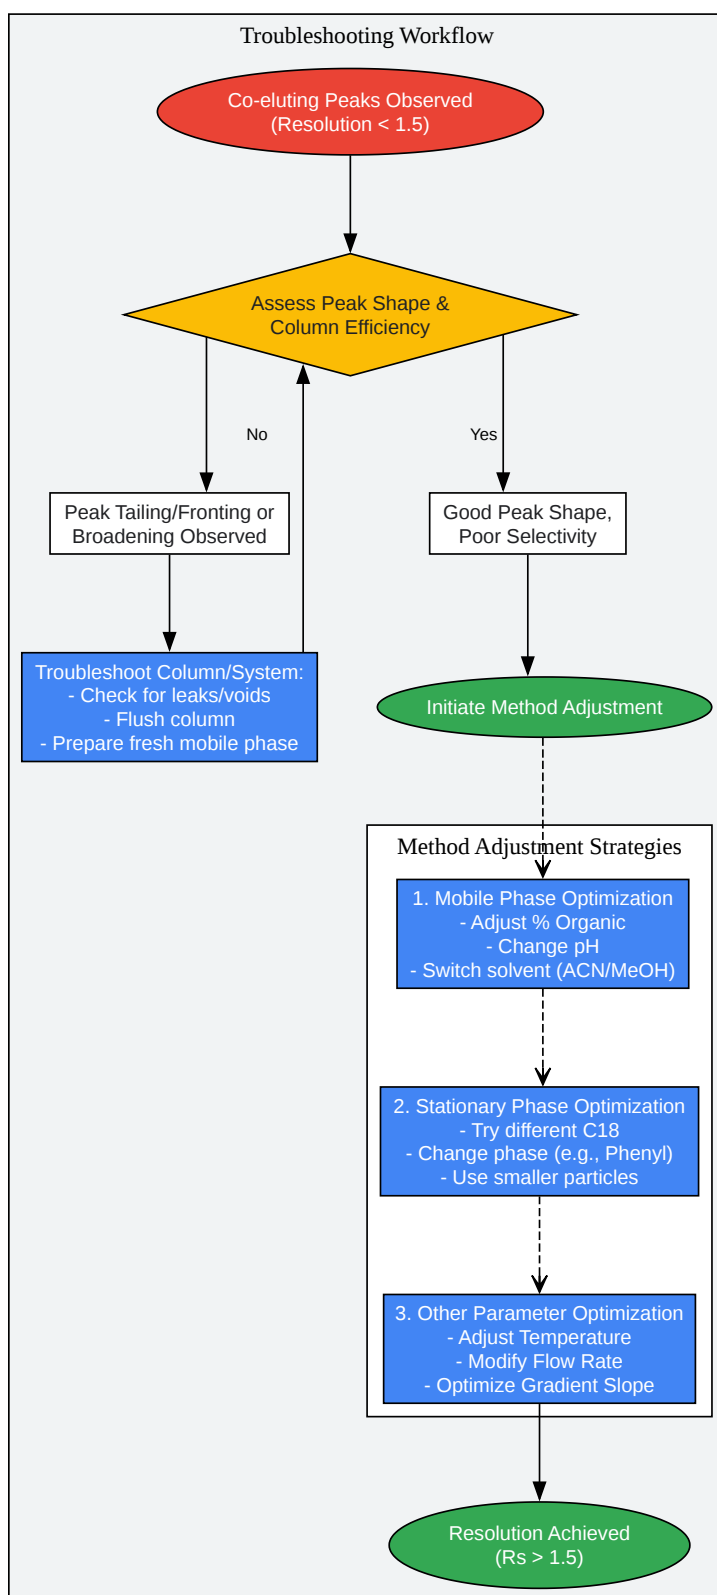 Troubleshooting Workflow
Co-eluting Peaks Observed
(Resolution < 1.5)
Assess Peak Shape &
Column Efficiency
No
Yes
Peak Tailing/Fronting or
Broadening Observed
Good Peak Shape,
Poor Selectivity
Troubleshoot Column/System:
- Check for leaks/voids
- Flush column
- Prepare fresh mobile phase
Initiate Method Adjustment
Method Adjustment Strategies
1. Mobile Phase Optimization
- Adjust % Organic
- Change pH
- Switch solvent (ACN/MeOH)
2. Stationary Phase Optimization
- Try different C18
- Change phase (e.g., Phenyl)
- Use smaller particles
3. Other Parameter Optimization
- Adjust Temperature
- Modify Flow Rate
- Optimize Gradient Slope
Resolution Achieved
(Rs > 1.5)